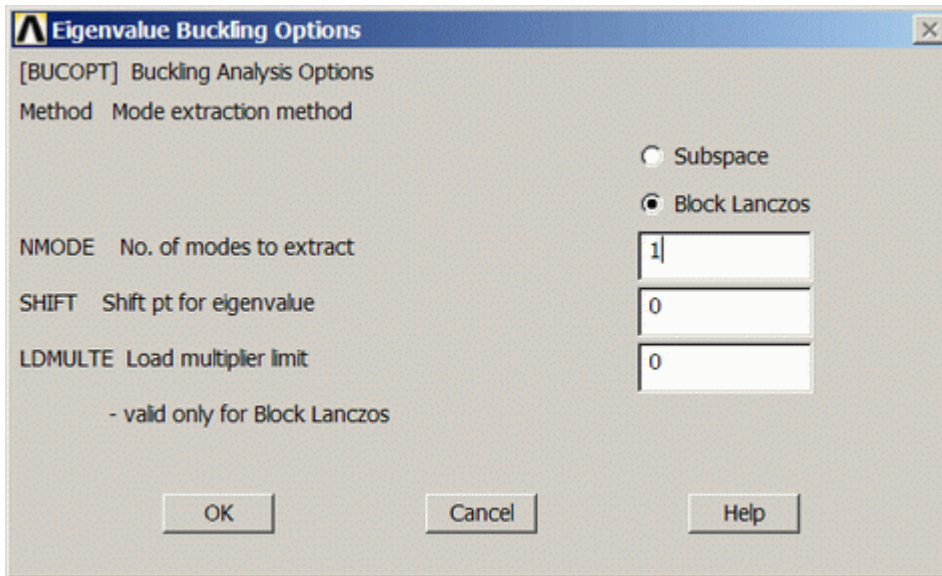 Eigenvalue Buckling Options
[BUCOPT] Buckling Analysis Options
Method Mode extraction method
Subspace
Block Lanczos
NMODE No. of modes to extract 1
SHIFT Shift pt for eigenvalue 0
LDMULTE Load multiplier limit 0
- valid only for Block Lanczos
OK Cancel Help